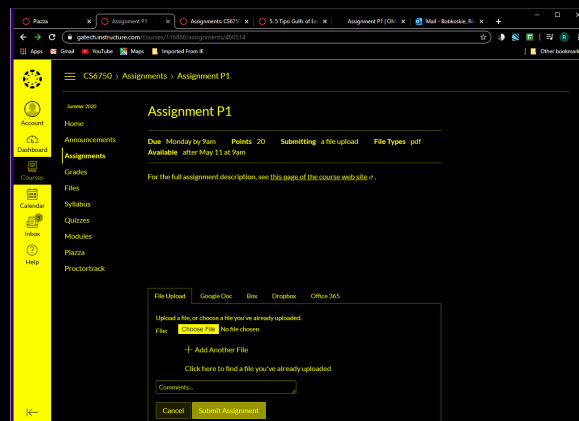 Piazza
Assignment P1
Assignments: CS6750
5.5 Tips: Gulfs of Exe
Assignment P1 | OM
Mail - Bobkoskie, Ro
gatech.instructure.com/courses/116866/assignments/460514
Apps
Gmail
YouTube
Maps
Imported From IE
Other bookmark
CS6750 › Assignments › Assignment P1
Account
Dashboard
Courses
Calendar
Inbox
Help
Summer 2020
Home
Announcements
Assignments
Grades
Files
Syllabus
Quizzes
Modules
Piazza
Proctortrack
Assignment P1
Due Monday by 9am Points 20 Submitting a file upload File Types pdf
Available after May 11 at 9am
For the full assignment description, see this page of the course web site.
File Upload Google Doc Box Dropbox Office 365
Upload a file, or choose a file you've already uploaded.
File: Choose File No file chosen
+ Add Another File
Click here to find a file you've already uploaded
Comments...
Cancel Submit Assignment